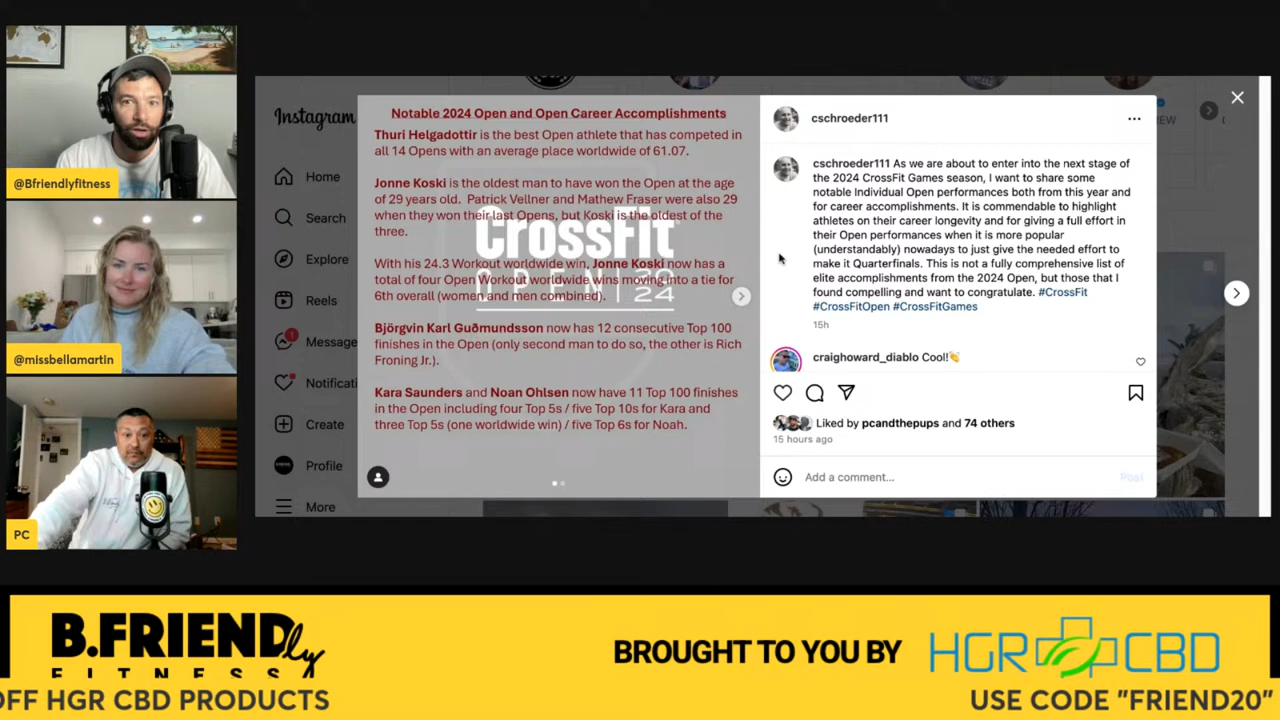 @Bfriendlyfitness
@missbellamartin
PC
Instagram
Home
Search
Explore
Reels
1
Message
Notificati
Create
Profile
More
Notable 2024 Open and Open Career Accomplishments
Thuri Helgadottir is the best Open athlete that has competed in
all 14 Opens with an average place worldwide of 61.07.
Jonne Koski is the oldest man to have won the Open at the age
of 29 years old. Patrick Vellner and Mathew Fraser were also 29
when they won their last Opens, but Koski is the oldest of the
three.
With his 24.3 Workout worldwide win, Jonne Koski now has a
total of four Open Workout worldwide wins moving into a tie for
6th overall (women and men combined).
Björgvin Karl Guðmundsson now has 12 consecutive Top 100
finishes in the Open (only second man to do so, the other is Rich
Froning Jr.).
Kara Saunders and Noan Ohlsen now have 11 Top 100 finishes
in the Open including four Top 5s / five Top 10s for Kara and
three Top 5s (one worldwide win) / five Top 6s for Noah.
CrossFit
OPEN 24
cschroeder111
cschroeder111 As we are about to enter into the next stage of
the 2024 CrossFit Games season, I want to share some
notable Individual Open performances both from this year and
for career accomplishments. It is commendable to highlight
athletes on their career longevity and for giving a full effort in
their Open performances when it is more popular
(understandably) nowadays to just give the needed effort to
make it Quarterfinals. This is not a fully comprehensive list of
elite accomplishments from the 2024 Open, but those that I
found compelling and want to congratulate. #CrossFit
#CrossFitOpen #CrossFitGames
15h
craighoward_diablo Cool!👏
Liked by pcandthepups and 74 others
15 hours ago
Add a comment...
Post
B.FRIENDly
FITNESS
BROUGHT TO YOU BY
HGR CBD
OFF HGR CBD PRODUCTS
USE CODE "FRIEND20"